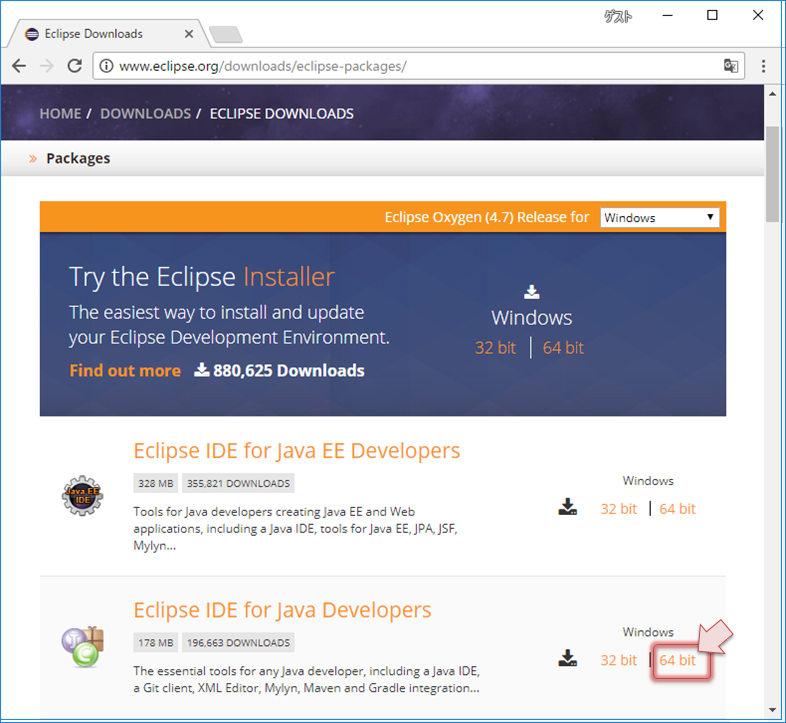 ゲスト
Eclipse Downloads
www.eclipse.org/downloads/eclipse-packages/
HOME / DOWNLOADS / ECLIPSE DOWNLOADS
» Packages
Eclipse Oxygen (4.7) Release for Windows
Try the Eclipse Installer
The easiest way to install and update
your Eclipse Development Environment.
Find out more 880,625 Downloads
Windows
32 bit | 64 bit
Eclipse IDE for Java EE Developers
328 MB 355,821 DOWNLOADS
Tools for Java developers creating Java EE and Web
applications, including a Java IDE, tools for Java EE, JPA, JSF,
Mylyn...
Java EE
IDE
Windows
32 bit | 64 bit
Eclipse IDE for Java Developers
178 MB 196,663 DOWNLOADS
The essential tools for any Java developer, including a Java IDE,
a Git client, XML Editor, Mylyn, Maven and Gradle integration...
J
C
Windows
32 bit | 64 bit